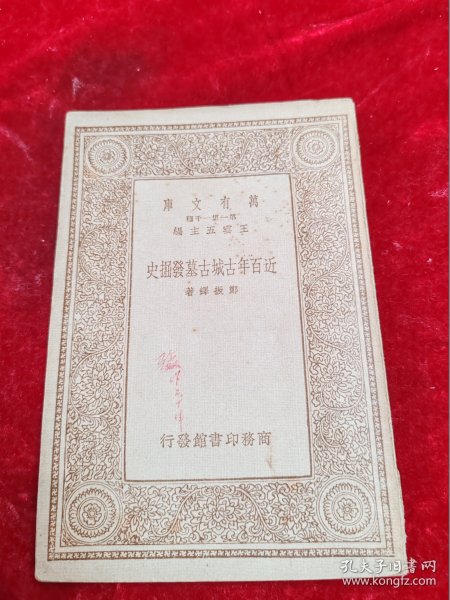 萬有文庫
第一集一千種
王雲五主編
近百年古城古墓發掘史
鄭振鐸著
商務印書館發行
孔夫子旧书网
www.kongfz.com